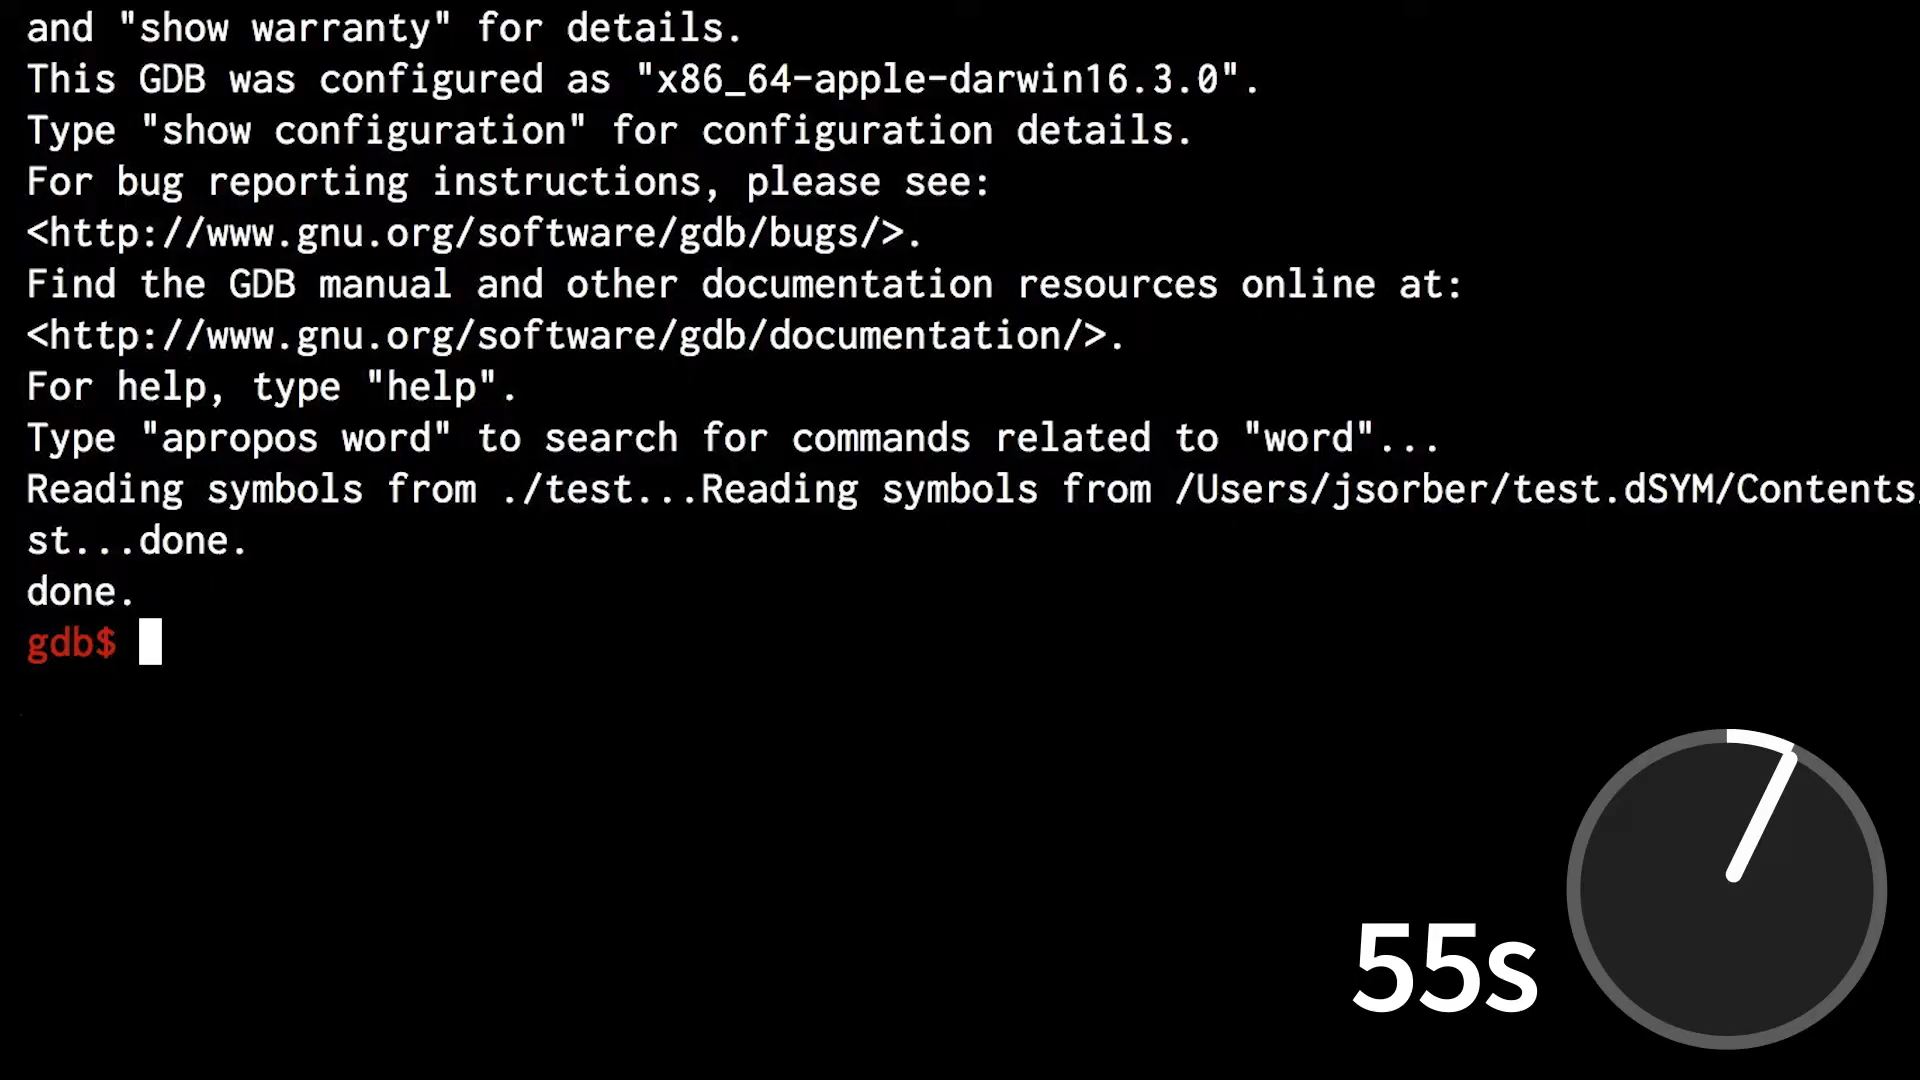 and "show warranty" for details.
This GDB was configured as "x86_64-apple-darwin16.3.0".
Type "show configuration" for configuration details.
For bug reporting instructions, please see:
<http://www.gnu.org/software/gdb/bugs/>.
Find the GDB manual and other documentation resources online at:
<http://www.gnu.org/software/gdb/documentation/>.
For help, type "help".
Type "apropos word" to search for commands related to "word"...
Reading symbols from ./test...Reading symbols from /Users/jsorber/test.dSYM/Contents
st...done.
done.
gdb$
55s